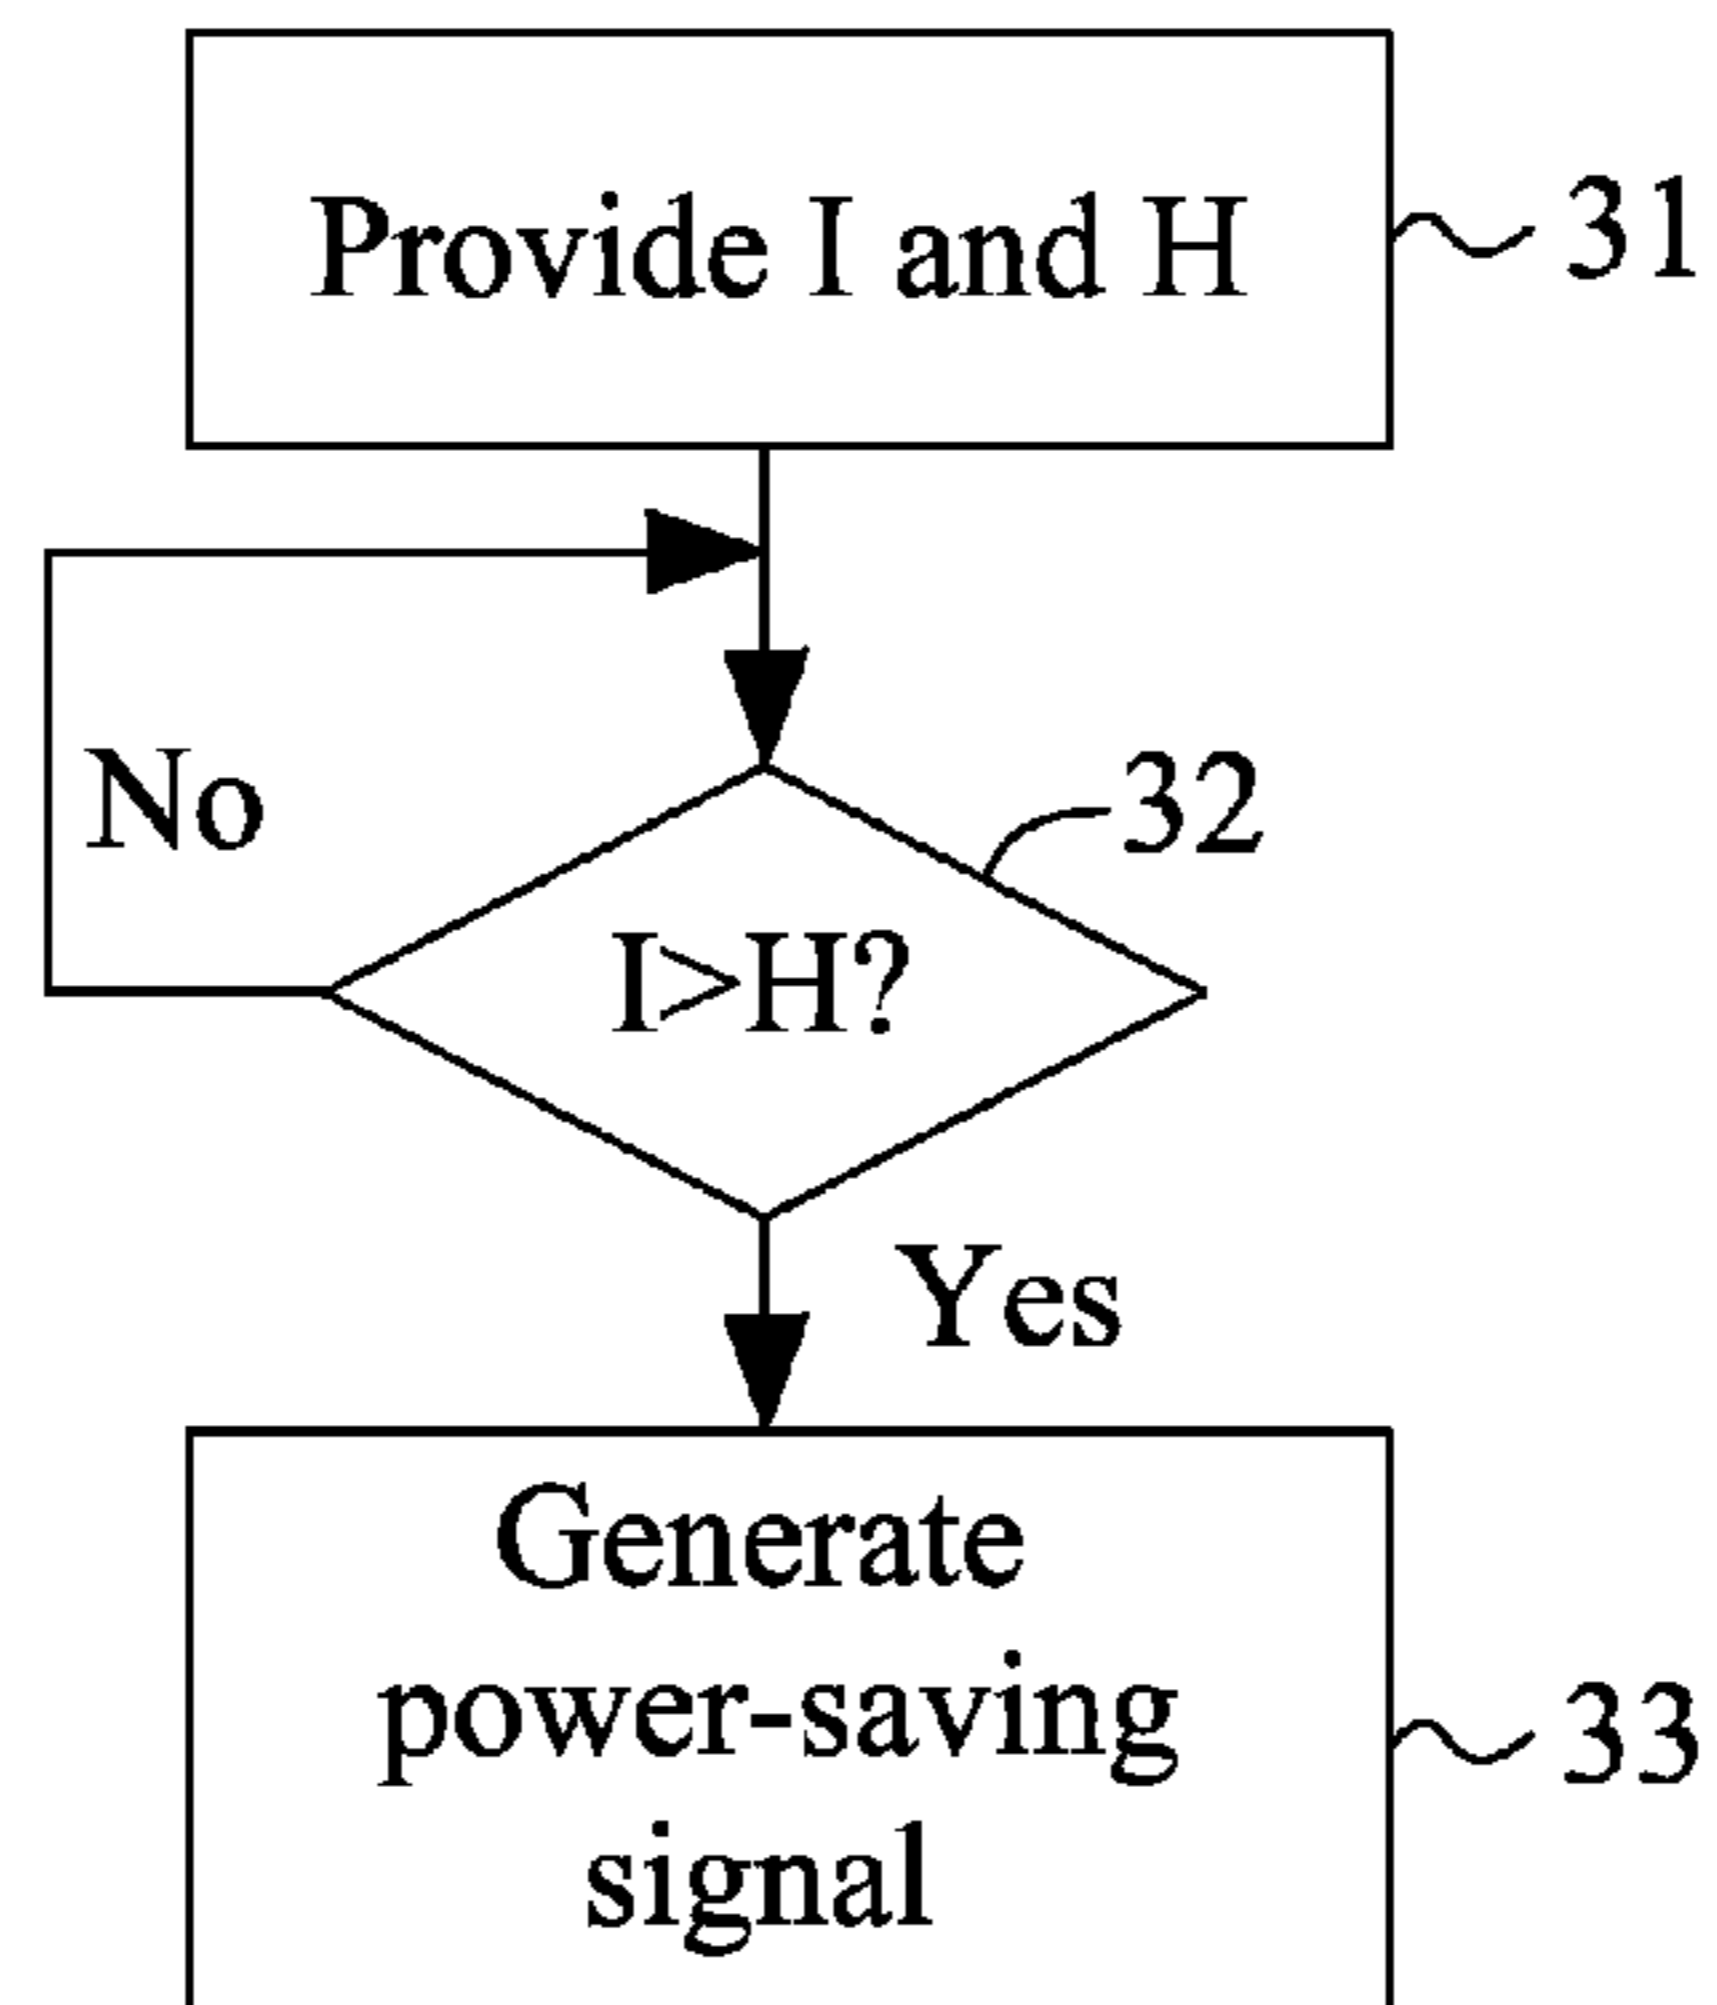 Provide I and H
31
No
32
I>H?
Yes
Generate
power-saving
signal
33